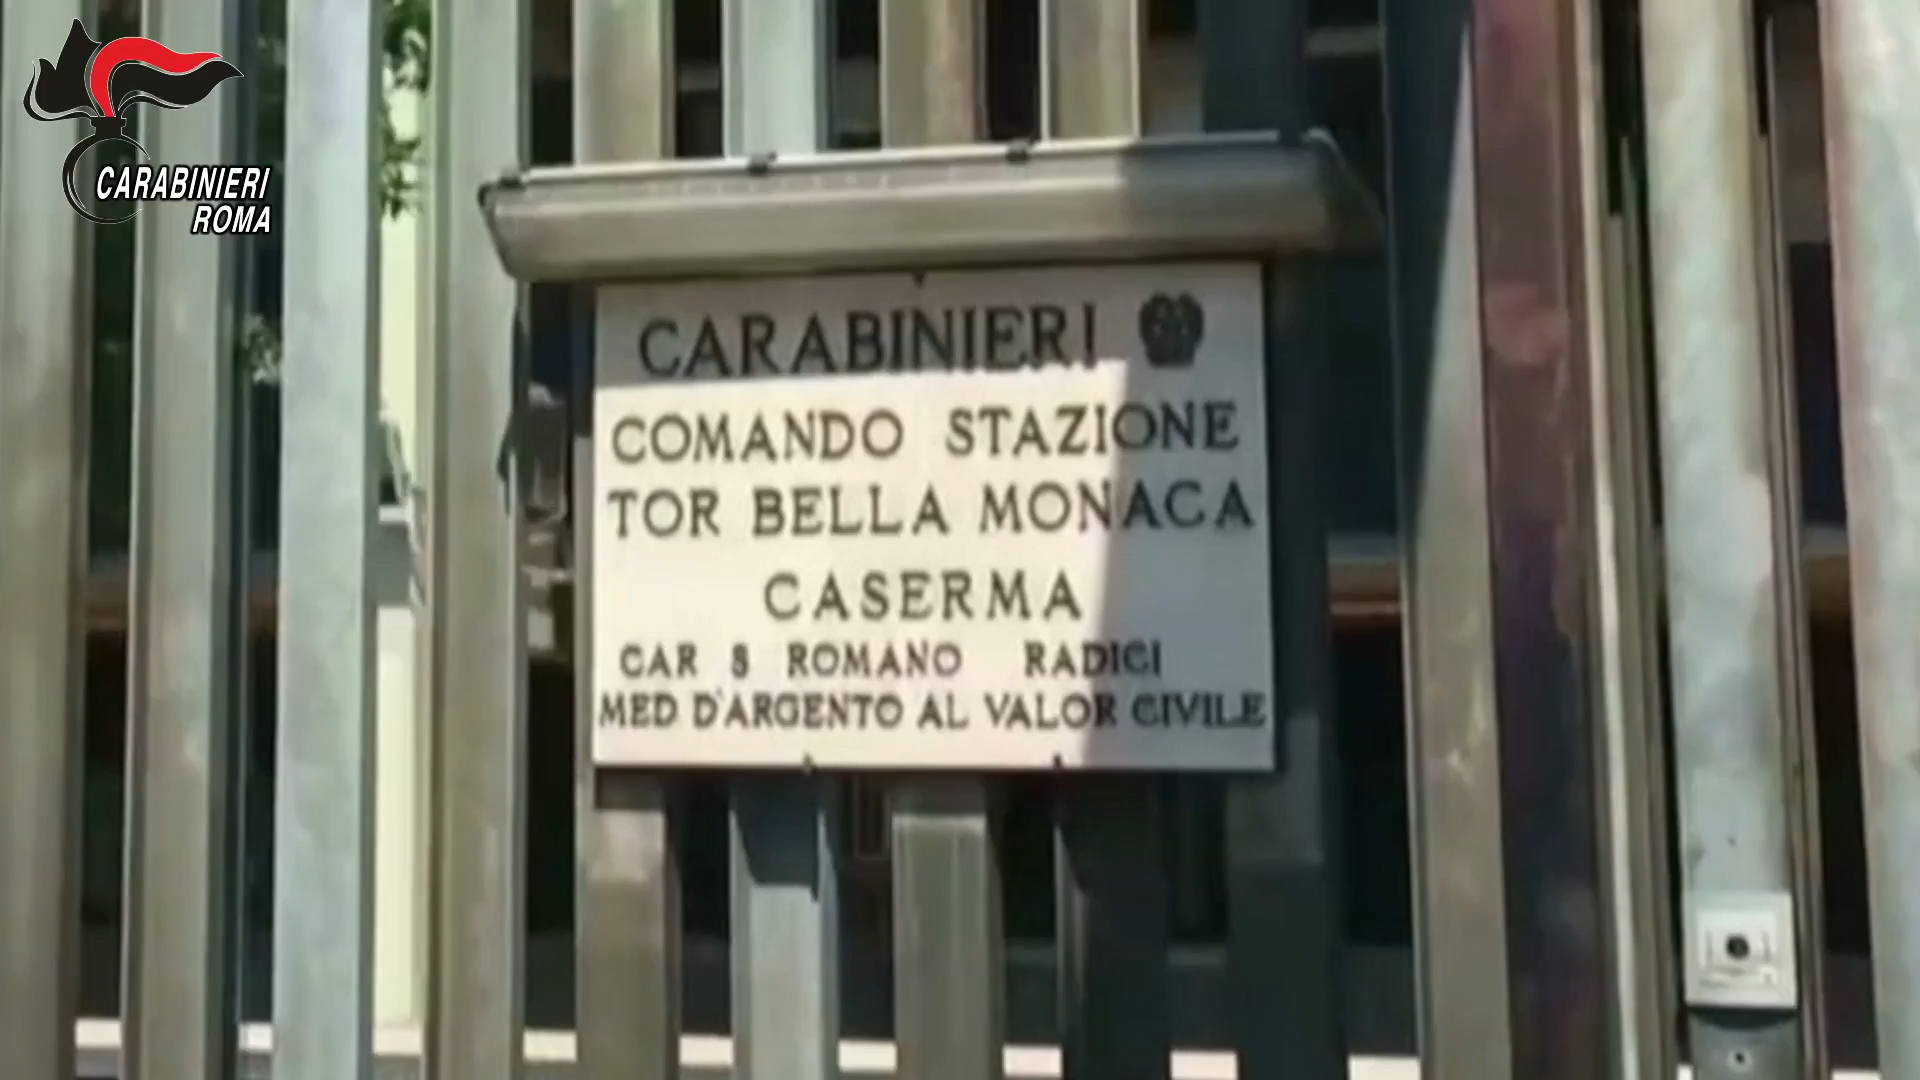 CARABINIERI
ROMA
CARABINIERI
COMANDO STAZIONE
TOR BELLA MONACA
CASERMA
CAR S ROMANO RADICI
MED D'ARGENTO AL VALOR CIVILE